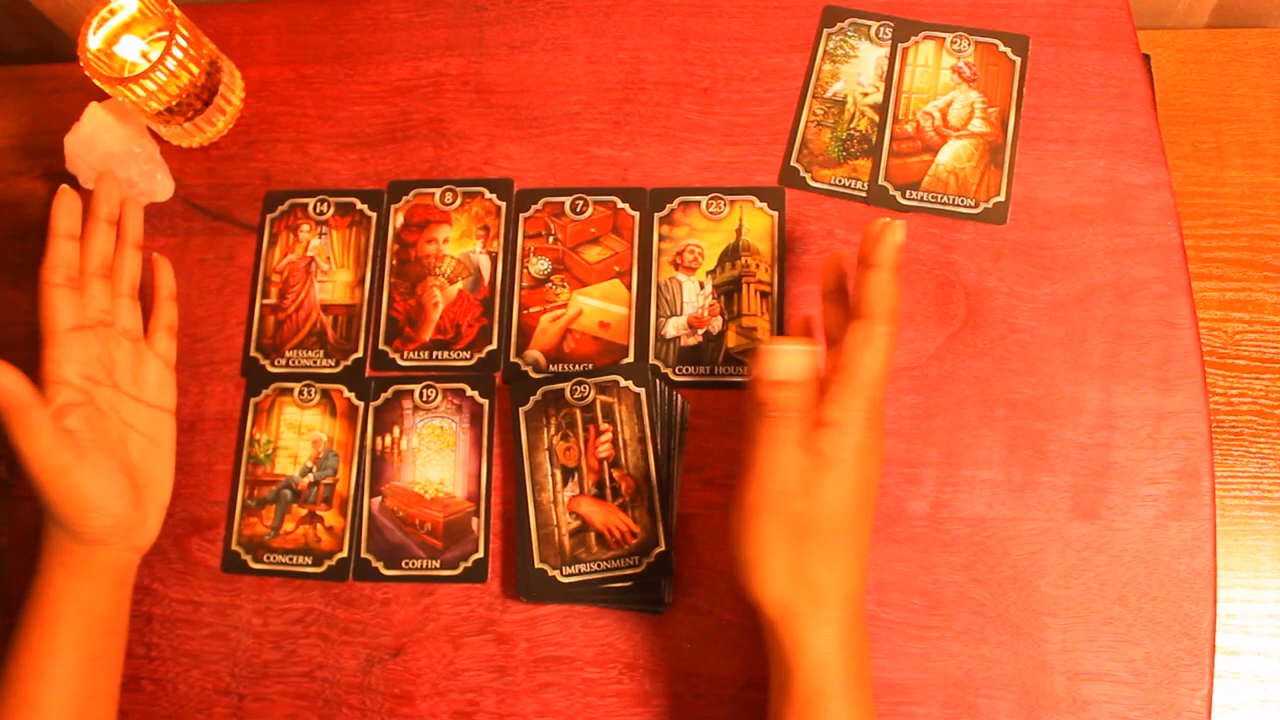 15
LOVERS
28
EXPECTATION
14
MESSAGE
OF CONCERN
8
FALSE PERSON
7
MESSAGE
23
COURT HOUSE
33
CONCERN
19
COFFIN
29
IMPRISONMENT